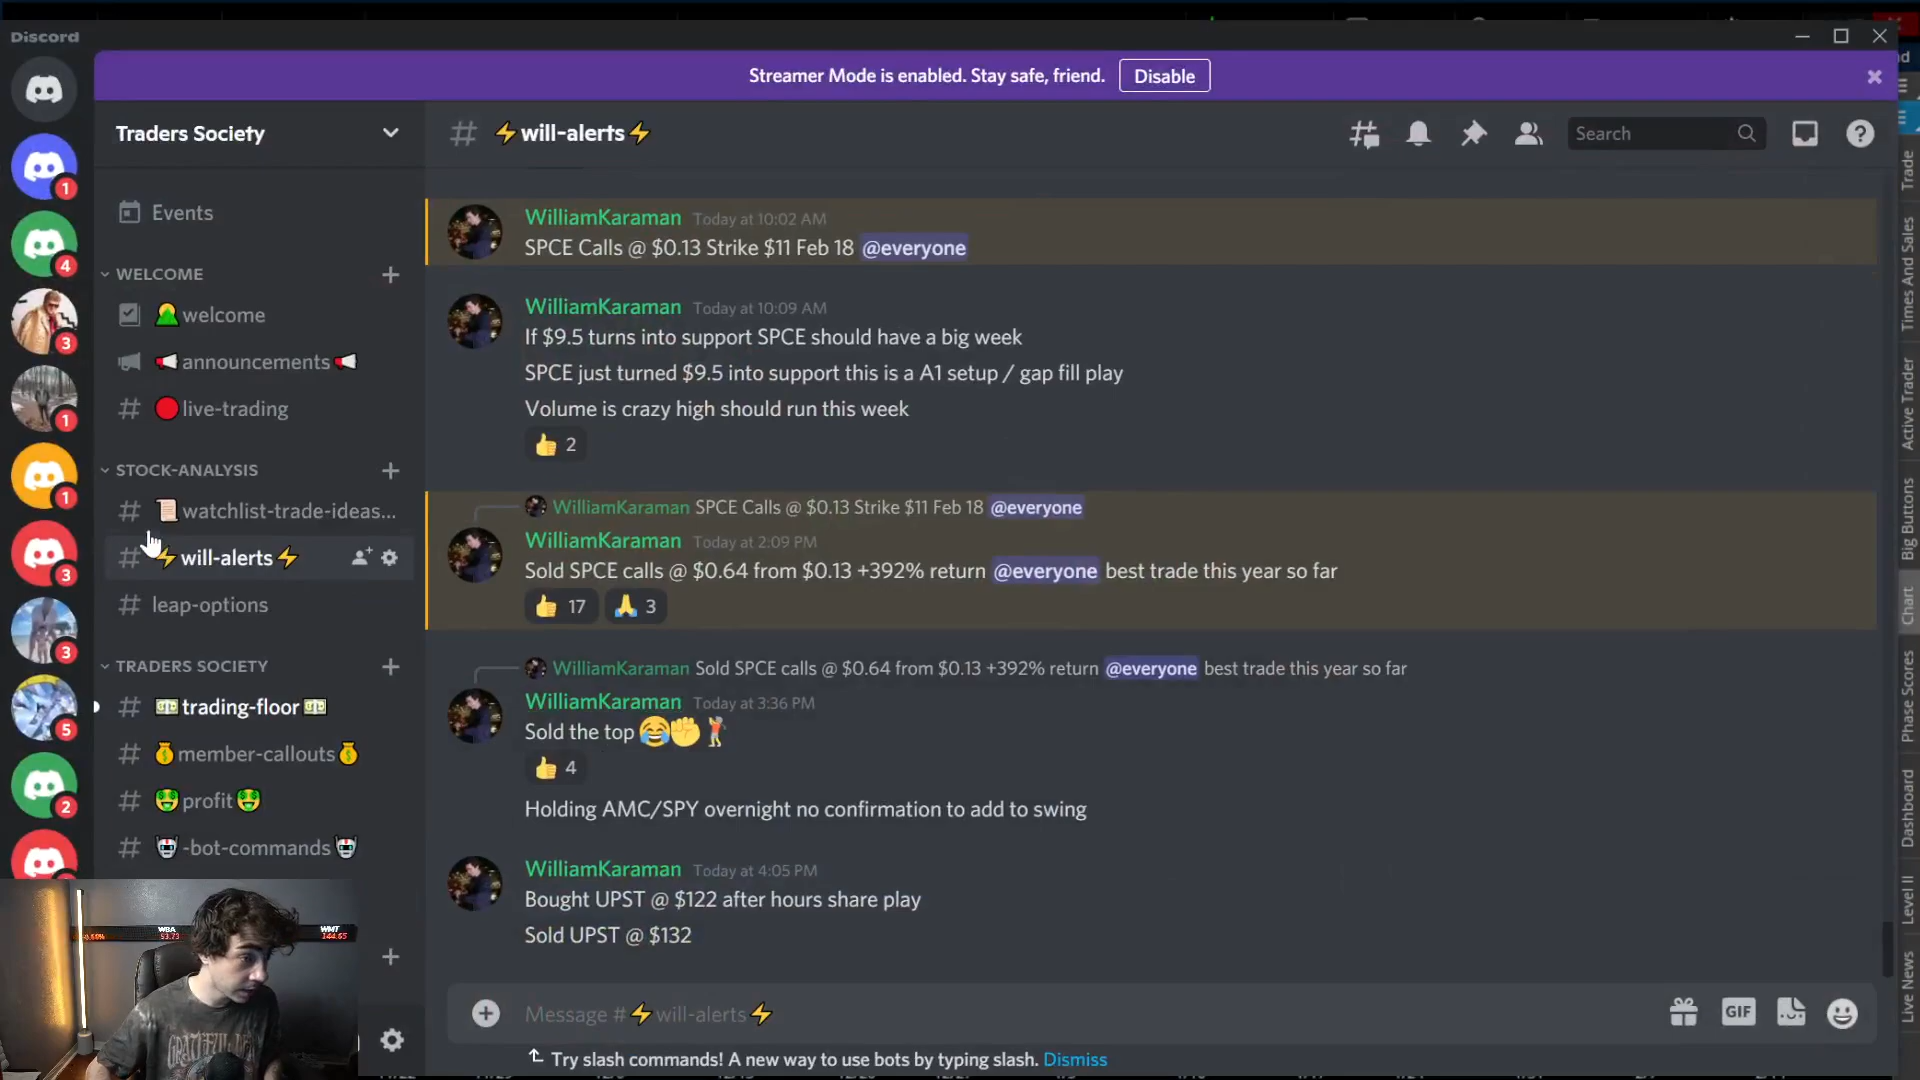 Discord
Streamer Mode is enabled. Stay safe, friend.
Disable
Traders Society
Events
WELCOME
welcome
announcements
live-trading
STOCK-ANALYSIS
watchlist-trade-ideas...
will-alerts
leap-options
TRADERS SOCIETY
trading-floor
member-callouts
profit
-bot-commands
1
4
3
1
1
3
3
5
2
# ⚡will-alerts⚡
Search
WilliamKaraman Today at 10:02 AM
SPCE Calls @ $0.13 Strike $11 Feb 18 @everyone
WilliamKaraman Today at 10:09 AM
If $9.5 turns into support SPCE should have a big week
SPCE just turned $9.5 into support this is a A1 setup / gap fill play
Volume is crazy high should run this week
2
WilliamKaraman SPCE Calls @ $0.13 Strike $11 Feb 18 @everyone
WilliamKaraman Today at 2:09 PM
Sold SPCE calls @ $0.64 from $0.13 +392% return @everyone best trade this year so far
17 3
WilliamKaraman Sold SPCE calls @ $0.64 from $0.13 +392% return @everyone best trade this year so far
WilliamKaraman Today at 3:36 PM
Sold the top 😂✊
4
Holding AMC/SPY overnight no confirmation to add to swing
WilliamKaraman Today at 4:05 PM
Bought UPST @ $122 after hours share play
Sold UPST @ $132
Message #⚡will-alerts⚡
GIF
Try slash commands! A new way to use bots by typing slash. Dismiss
Trade
Times And Sales
Active Trader
Big Buttons
Chart
Phase Scores
Dashboard
Level II
Live News
WBA
WMT